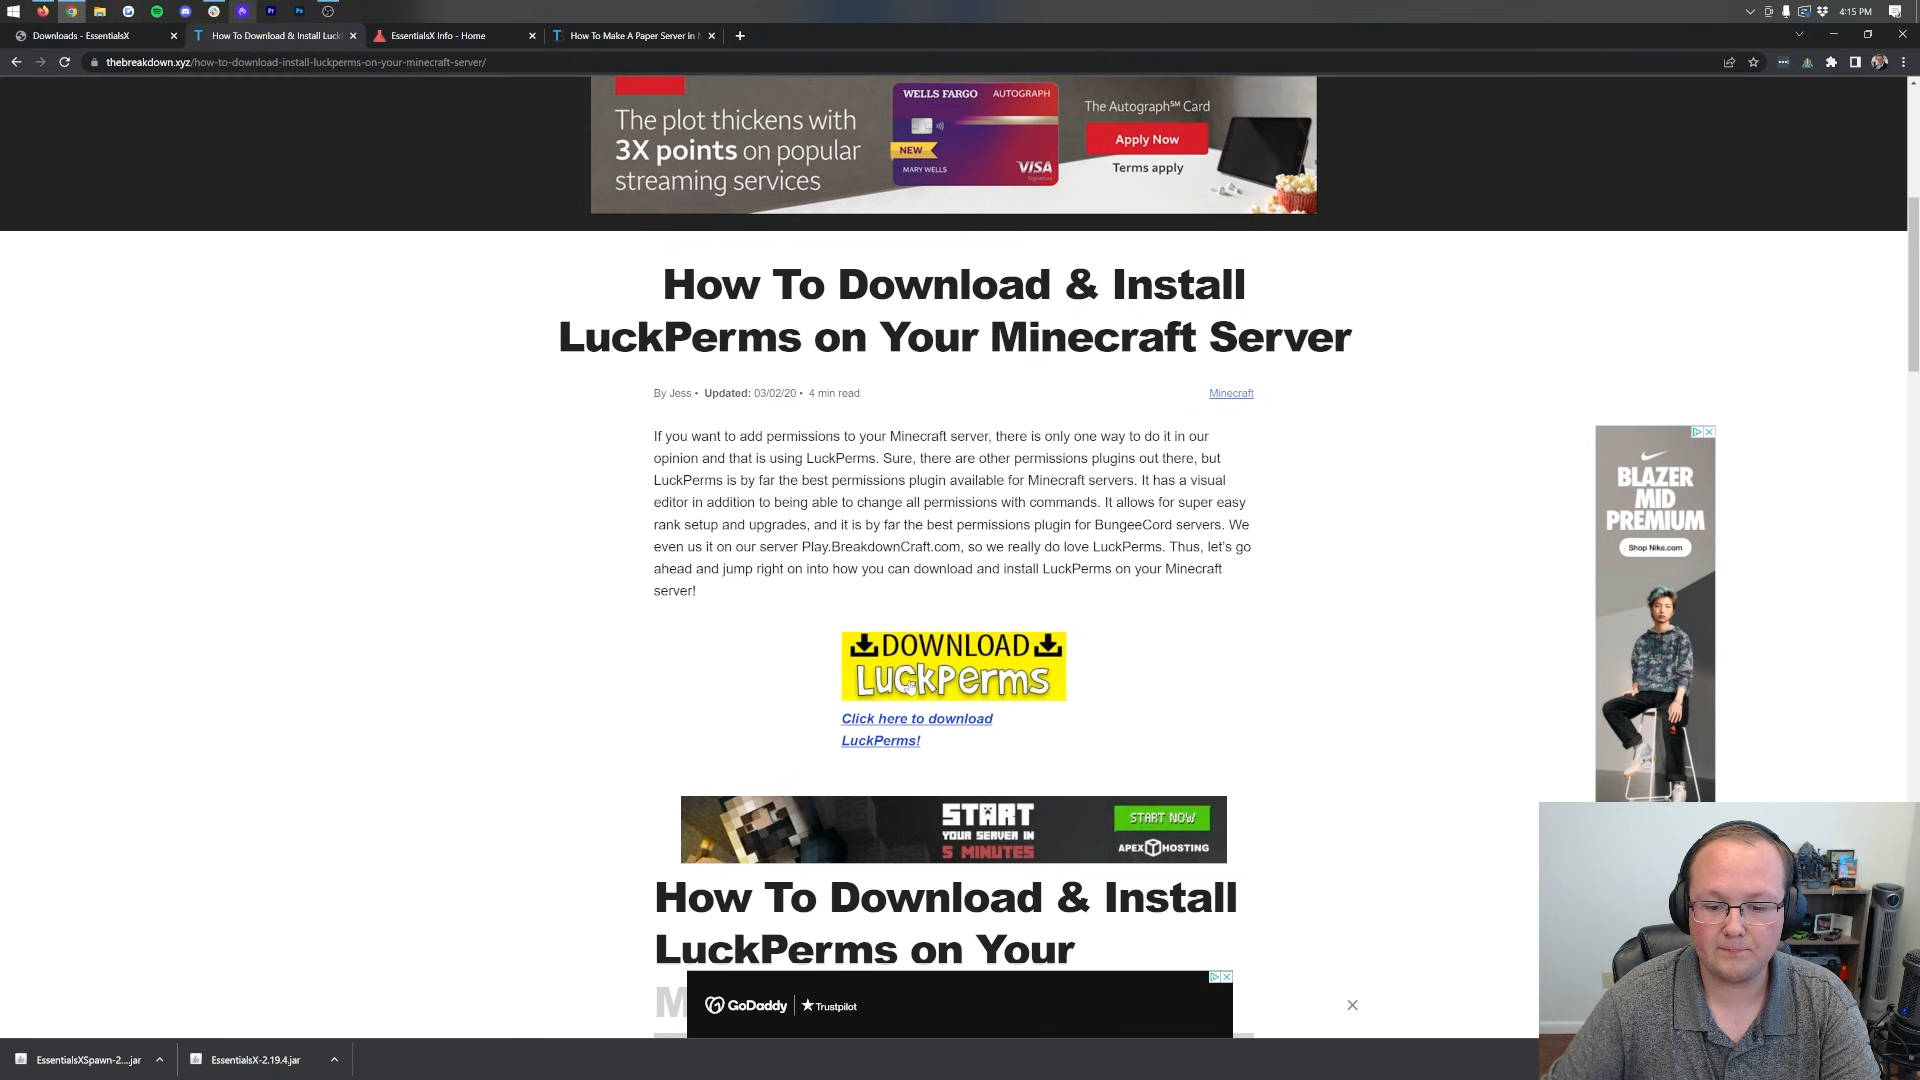 4:15 PM
Downloads - EssentialsX
How To Download & Install Luck
EssentialsX Info - Home
How To Make A Paper Server in
thebreakdown.xyz/how-to-download-install-luckperms-on-your-minecraft-server/
The plot thickens with
3X points on popular
streaming services
WELLS FARGO AUTOGRAPH
NEW
MARY WELLS
VISA
Signature
The Autograph℠ Card
Apply Now
Terms apply
How To Download & Install
LuckPerms on Your Minecraft Server
By Jess • Updated: 03/02/20 • 4 min read
Minecraft
If you want to add permissions to your Minecraft server, there is only one way to do it in our
opinion and that is using LuckPerms. Sure, there are other permissions plugins out there, but
LuckPerms is by far the best permissions plugin available for Minecraft servers. It has a visual
editor in addition to being able to change all permissions with commands. It allows for super easy
rank setup and upgrades, and it is by far the best permissions plugin for BungeeCord servers. We
even us it on our server Play.BreakdownCraft.com, so we really do love LuckPerms. Thus, let's go
ahead and jump right on into how you can download and install LuckPerms on your Minecraft
server!
BLAZER
MID
PREMIUM
Shop Nike.com
DOWNLOAD
LuckPerms
Click here to download
LuckPerms!
START
YOUR SERVER IN
5 MINUTES
START NOW
APEX HOSTING
How To Download & Install
LuckPerms on Your
M
GoDaddy
Trustpilot
EssentialsXSpawn-2....jar
EssentialsX-2.19.4.jar